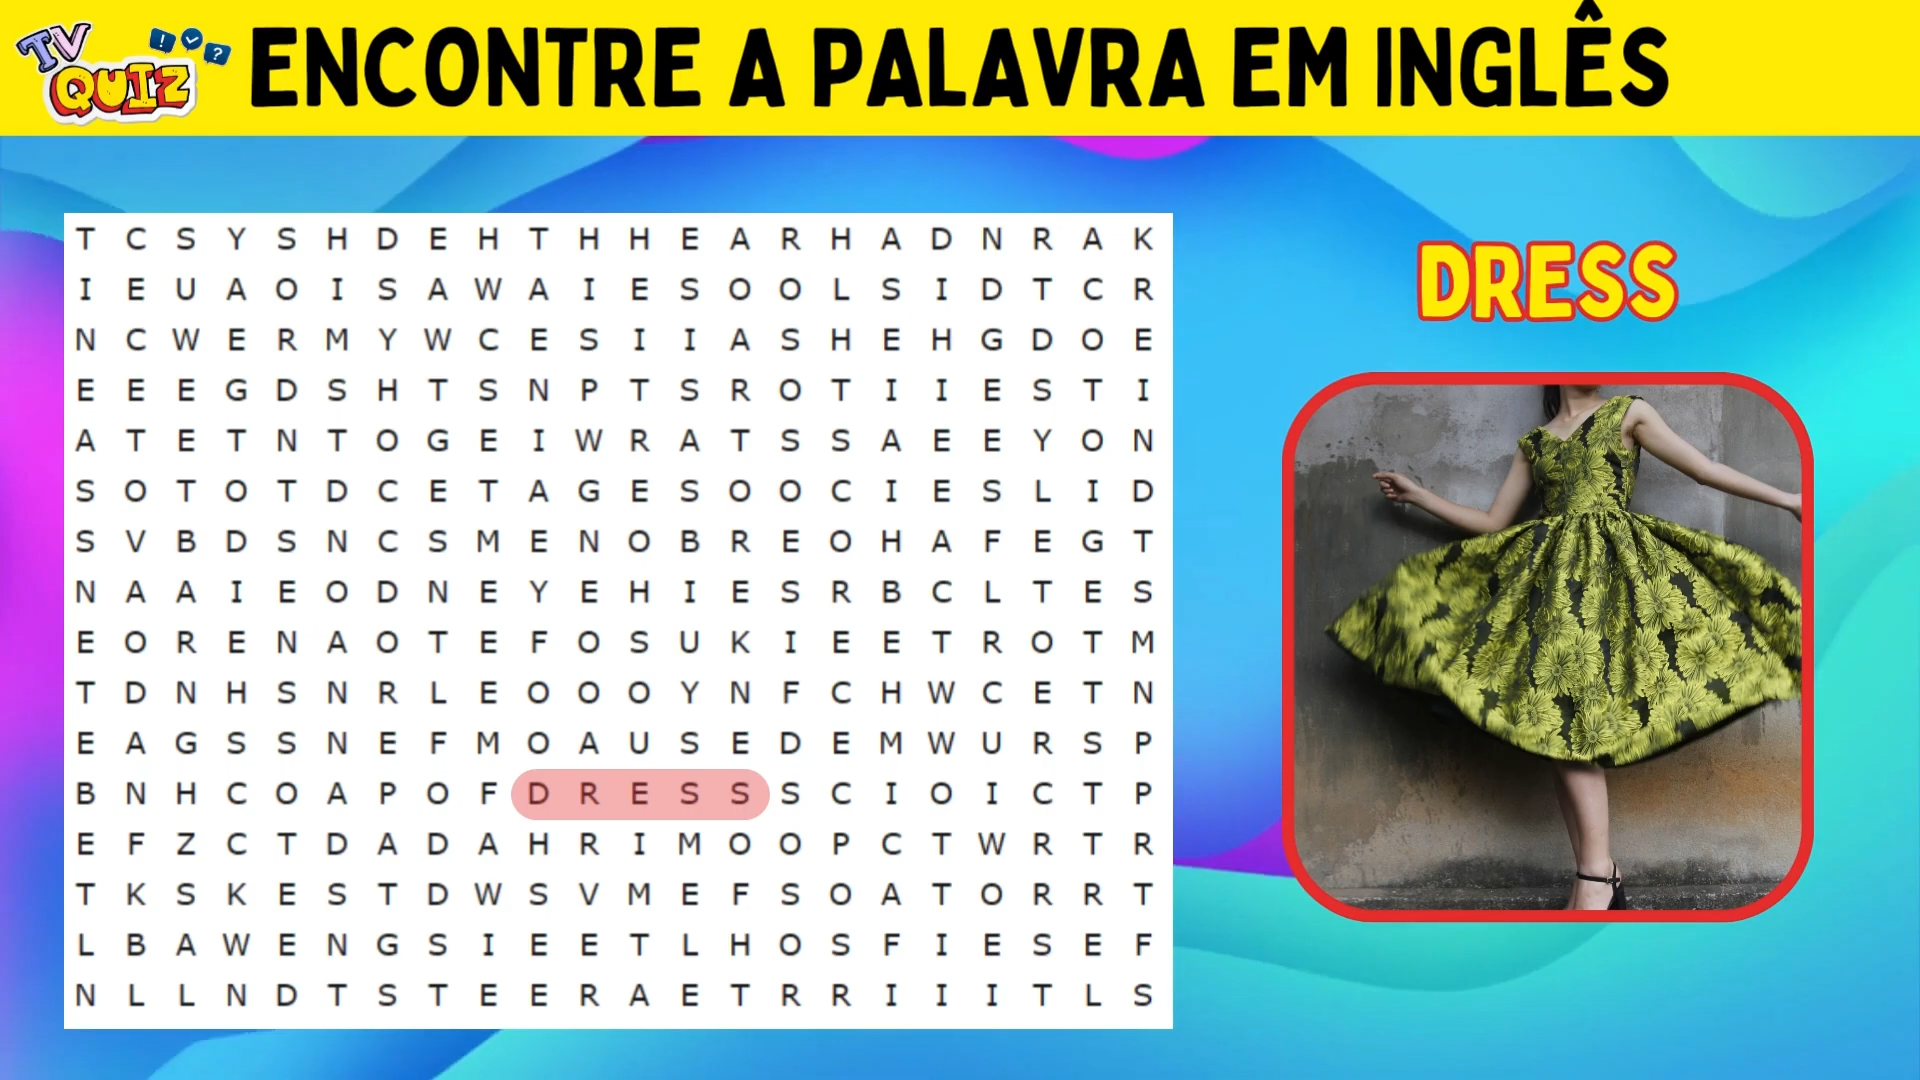 TV QUIZ ! ?
ENCONTRE A PALAVRA EM INGLÊS
T C S Y S H D E H T H H E A R H A D N R A K
I E U A O I S A W A I E S O O L S I D T C R
N C W E R M Y W C E S I I A S H E H G D O E
E E E G D S H T S N P T S R O T I I E S T I
A T E T N T O G E I W R A T S S A E E Y O N
S O T O T D C E T A G E S O O C I E S L I D
S V B D S N C S M E N O B R E O H A F E G T
N A A I E O D N E Y E H I E S R B C L T E S
E O R E N A O T E F O S U K I E E T R O T M
T D N H S N R L E O O O Y N F C H W C E T N
E A G S S N E F M O A U S E D E M W U R S P
B N H C O A P O F D R E S S S C I O I C T P
E F Z C T D A D A H R I M O O P C T W R T R
T K S K E S T D W S V M E F S O A T O R R T
L B A W E N G S I E E T L H O S F I E S E F
N L L N D T S T E E R A E T R R I I I T L S
DRESS